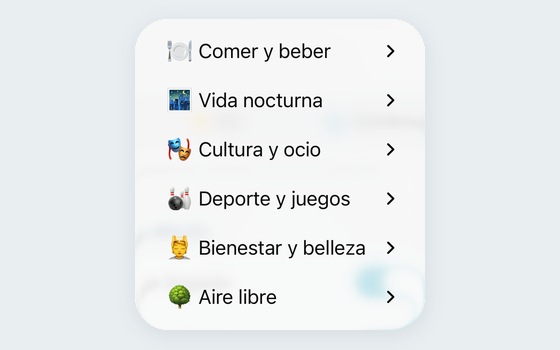 Comer y beber
Vida nocturna
Cultura y ocio
Deporte y juegos
Bienestar y belleza
Aire libre